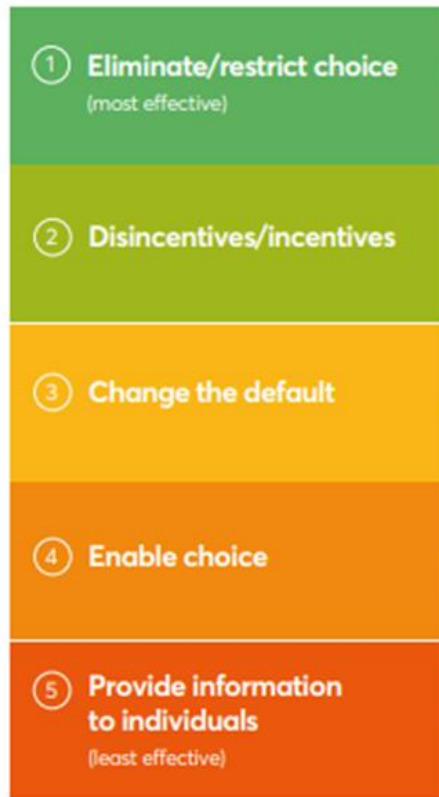 1 Eliminate/restrict choice
(most effective)
2 Disincentives/incentives
3 Change the default
4 Enable choice
5 Provide information
to individuals
(least effective)